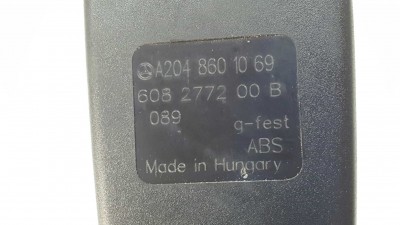 A204 860 10 69
608 2772 00 B
089
g-fest
ABS
Made in Hungary